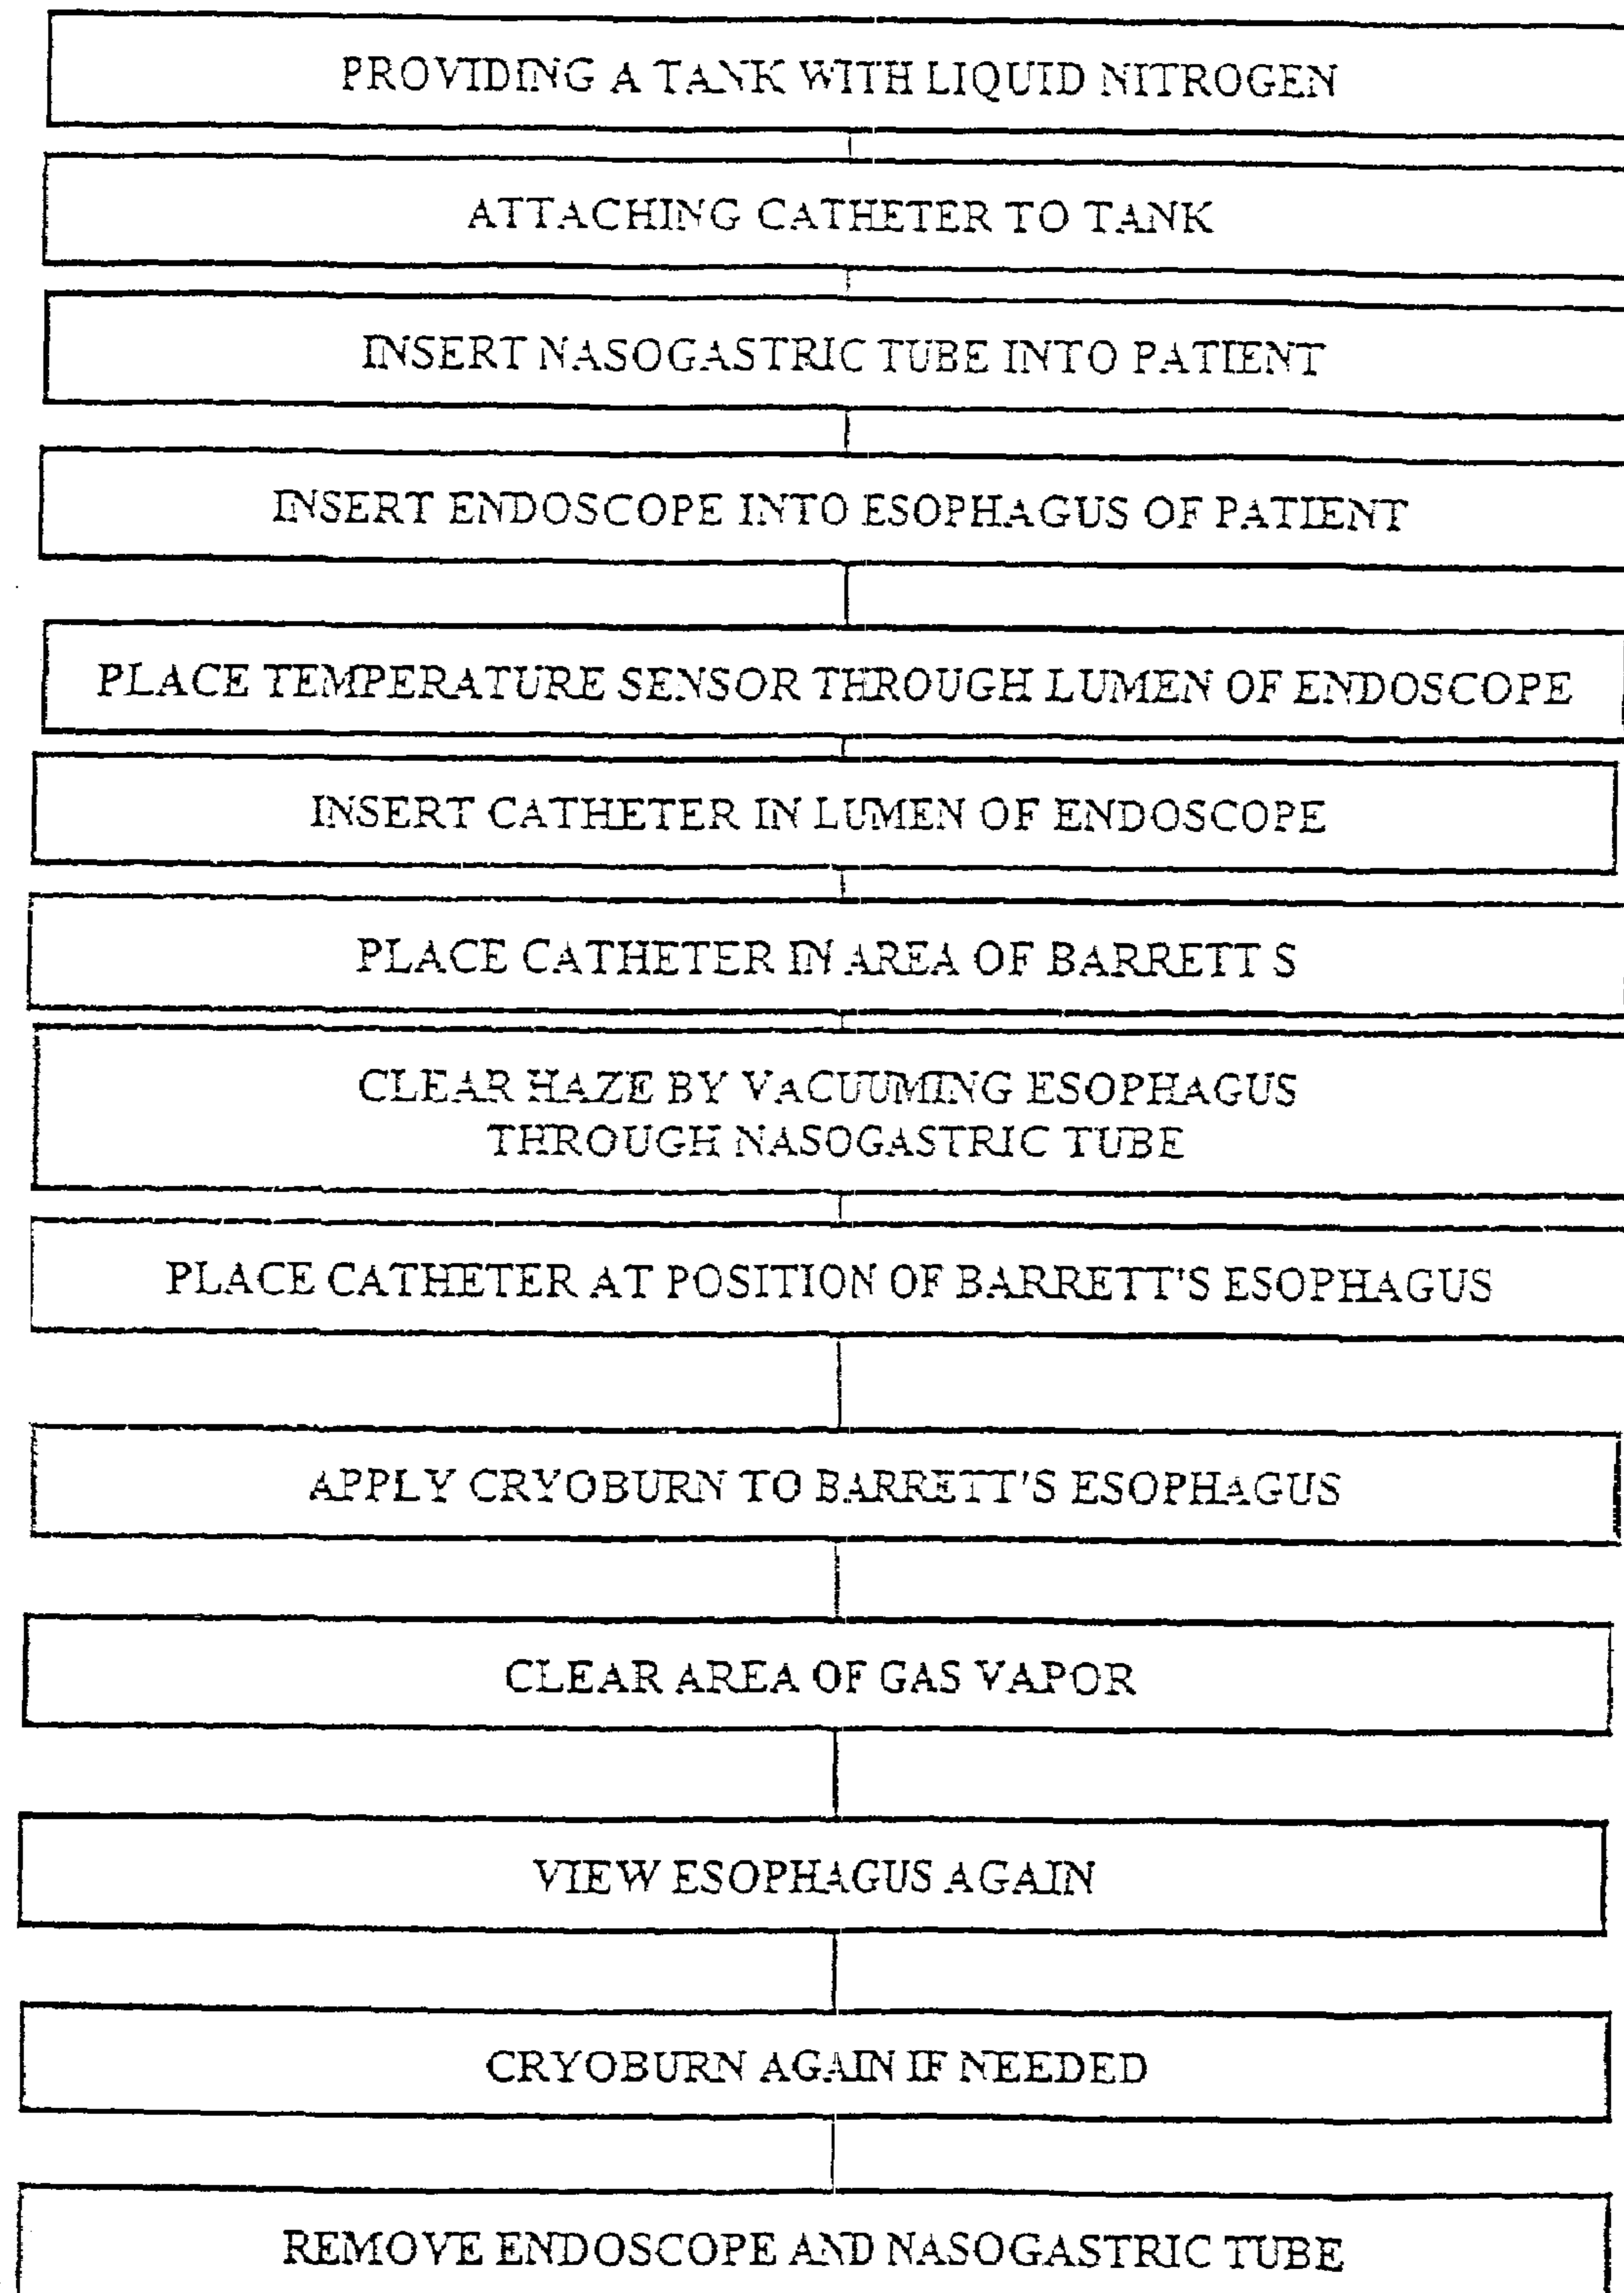 PROVIDING A TANK WITH LIQUID NITROGEN
ATTACHING CATHETER TO TANK
INSERT NASOGASTRIC TUBE INTO PATIENT
INSERT ENDOSCOPE INTO ESOPHAGUS OF PATIENT
PLACE TEMPERATURE SENSOR THROUGH LUMEN OF ENDOSCOPE
INSERT CATHETER IN LUMEN OF ENDOSCOPE
PLACE CATHETER IN AREA OF BARRETT S
CLEAR HAZE BY VACUUMING ESOPHAGUS
THROUGH NASOGASTRIC TUBE
PLACE CATHETER AT POSITION OF BARRETT'S ESOPHAGUS
APPLY CRYOBURN TO BARRETT'S ESOPHAGUS
CLEAR AREA OF GAS VAPOR
VIEW ESOPHAGUS AGAIN
CRYOBURN AGAIN IF NEEDED
REMOVE ENDOSCOPE AND NASOGASTRIC TUBE